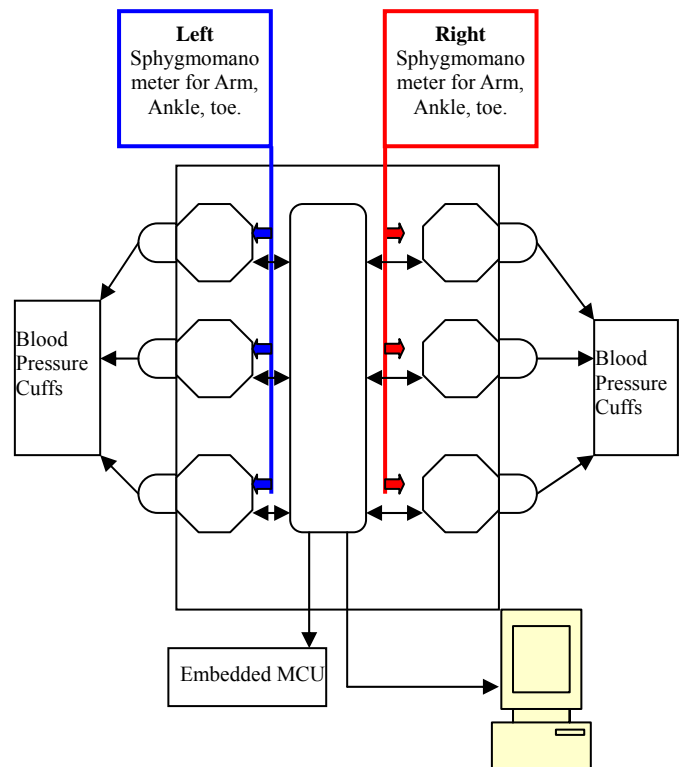 Left
Sphygmomano
meter for Arm,
Ankle, toe.
Right
Sphygmomano
meter for Arm,
Ankle, toe.
Blood
Pressure
Cuffs
Blood
Pressure
Cuffs
Embedded MCU